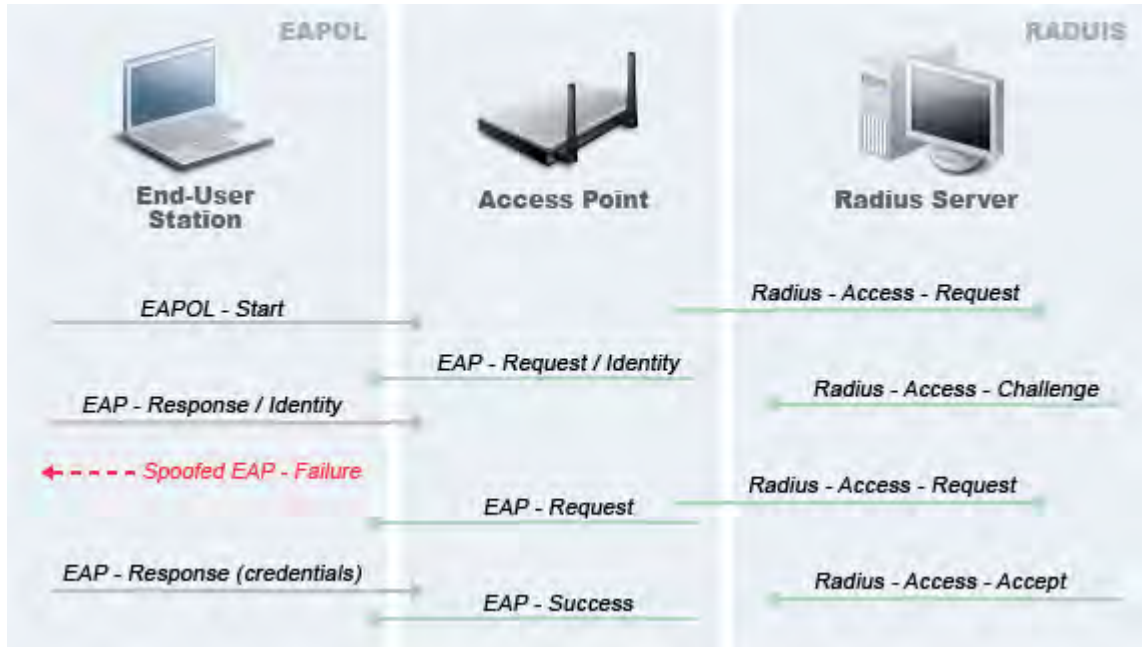 EAPOL
RADUIS
End-User
Station
Access Point
Radius Server
Radius - Access - Request
EAPOL - Start
EAP - Request / Identity
Radius - Access - Challenge
EAP - Response / Identity
Spoofed EAP - Failure
Radius - Access - Request
EAP - Request
EAP - Response (credentials)
Radius - Access - Accept
EAP - Success